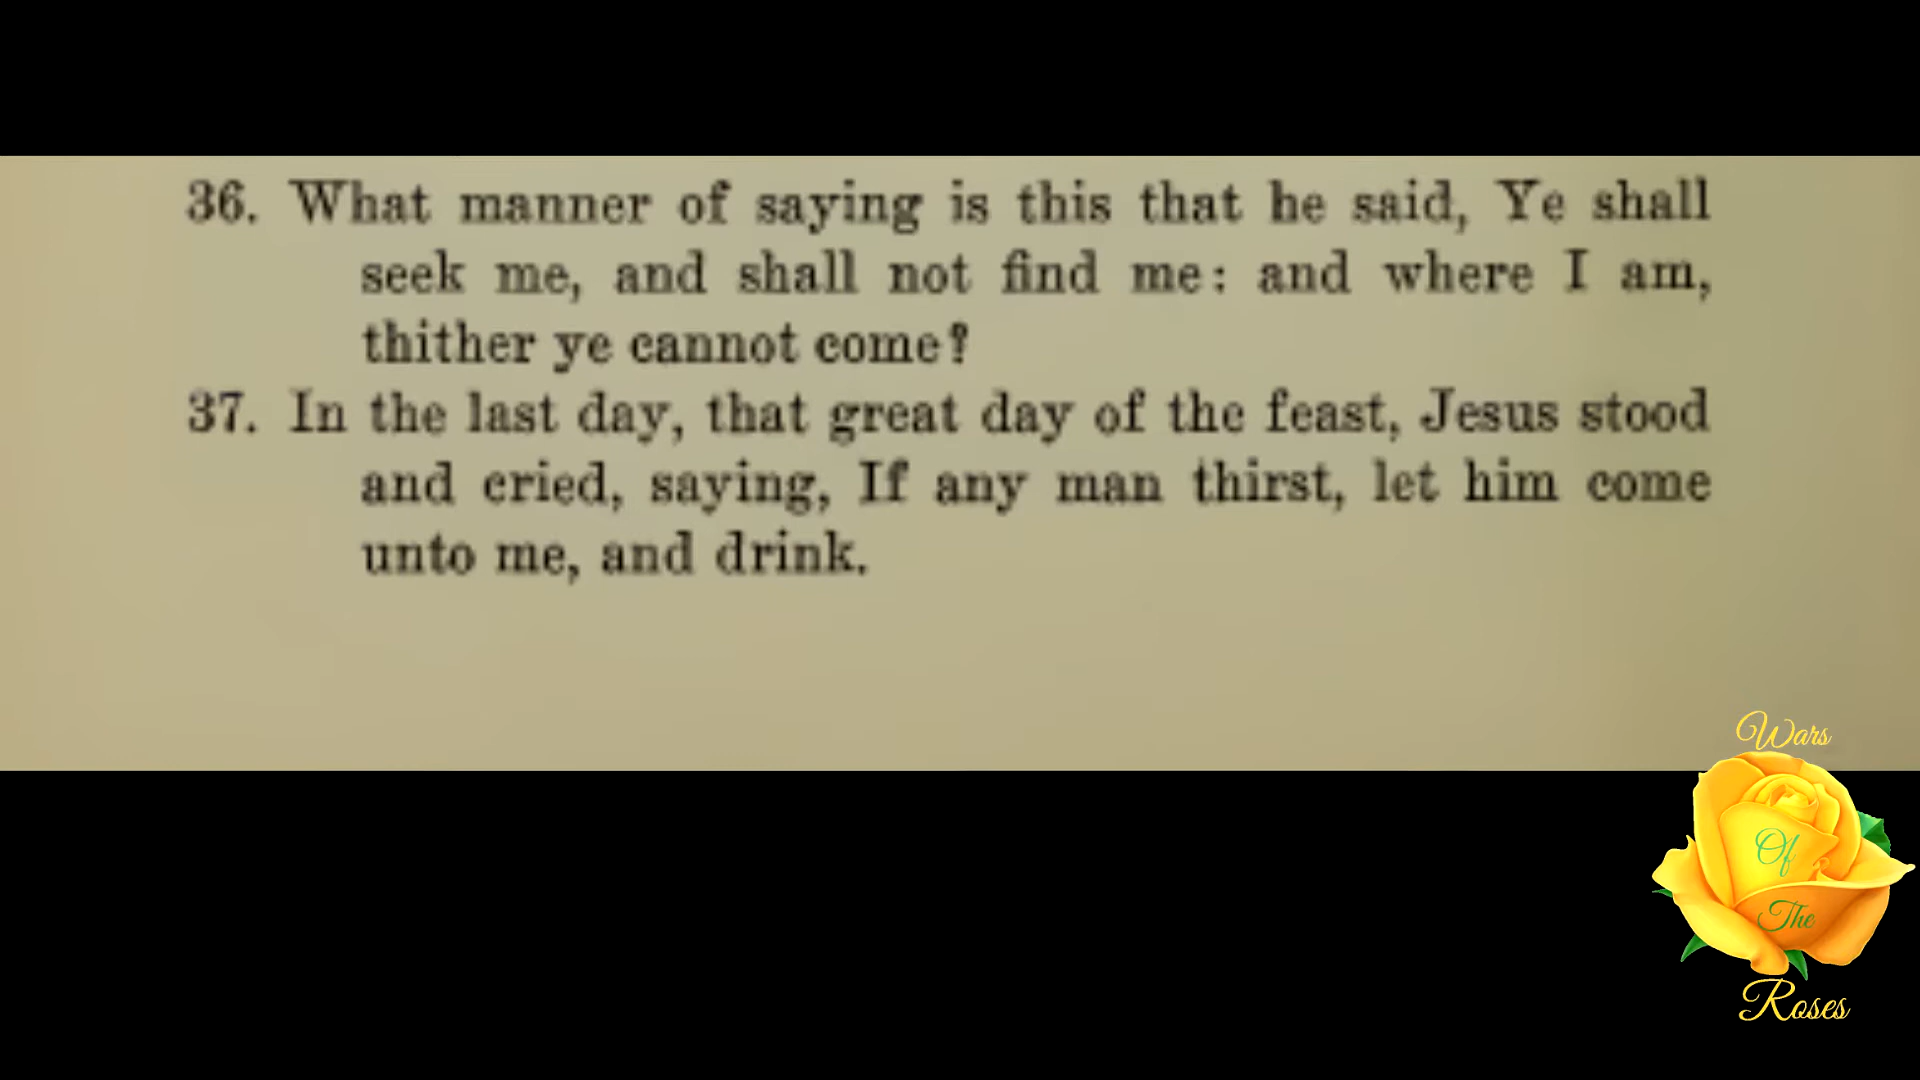 36. What manner of saying is this that he said, Ye shall
seek me, and shall not find me: and where I am,
thither ye cannot come?
37. In the last day, that great day of the feast, Jesus stood
and cried, saying, If any man thirst, let him come
unto me, and drink.
Wars
Of
The
Roses